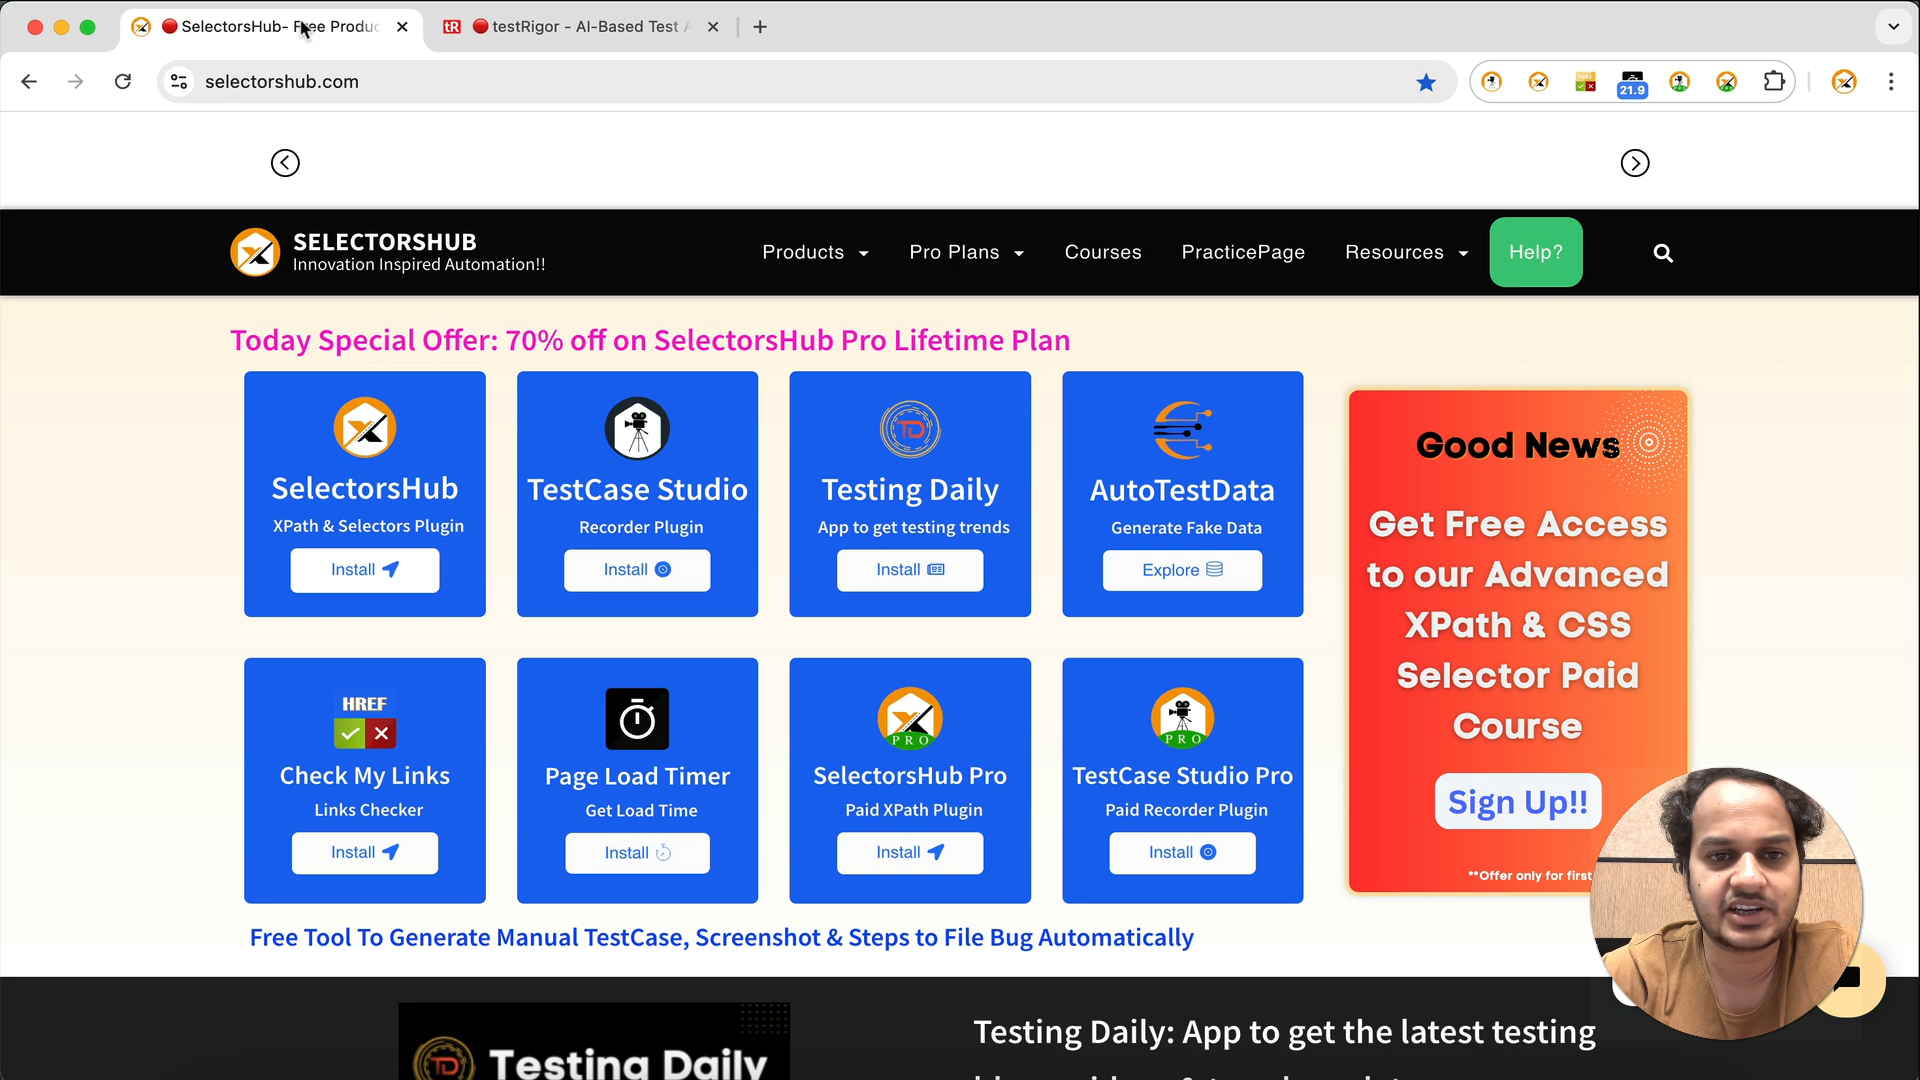 SelectorsHub- Free Produc
testRigor - AI-Based Test A
selectorshub.com
21.9
SELECTORSHUB
Innovation Inspired Automation!!
Products
Pro Plans
Courses
PracticePage
Resources
Help?
Today Special Offer: 70% off on SelectorsHub Pro Lifetime Plan
SelectorsHub
XPath & Selectors Plugin
Install
TestCase Studio
Recorder Plugin
Install
TD
Testing Daily
App to get testing trends
Install
AutoTestData
Generate Fake Data
Explore
HREF
Check My Links
Links Checker
Install
Page Load Timer
Get Load Time
Install
PRO
SelectorsHub Pro
Paid XPath Plugin
Install
PRO
TestCase Studio Pro
Paid Recorder Plugin
Install
Good News
Get Free Access
to our Advanced
XPath & CSS
Selector Paid
Course
Sign Up!!
**Offer only for first
Free Tool To Generate Manual TestCase, Screenshot & Steps to File Bug Automatically
TD
Testing Daily
Testing Daily: App to get the latest testing